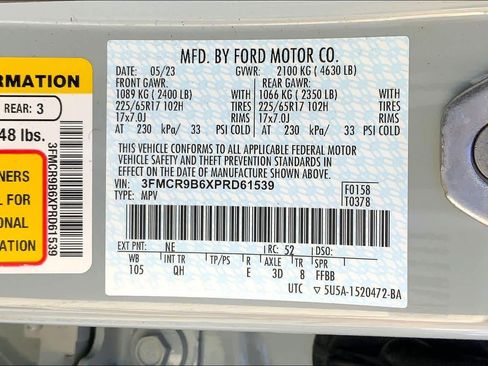 ORMATION
REAR: 3
48 lbs.
NERS
L FOR
ONAL
ATION
3FMCR9B6XPRD61539
MFD. BY FORD MOTOR CO.
DATE: 05/23 GVWR: 2100 KG ( 4630 LB)
FRONT GAWR: REAR GAWR:
1089 KG ( 2400 LB) WITH 1066 KG ( 2350 LB) WITH
225/65R17 102H TIRES 225/65R17 102H TIRES
17x7.0J RIMS 17x7.0J RIMS
AT 230 kPa/ 33 PSI COLD AT 230 kPa/ 33 PSI COLD
THIS VEHICLE CONFORMS TO ALL APPLICABLE FEDERAL MOTOR
VEHICLE SAFETY AND THEFT PREVENTION STANDARDS IN EFFECT ON THE
DATE OF MANUFACTURE SHOWN ABOVE.
VIN: 3FMCR9B6XPRD61539
TYPE: MPV
F0158
T0378
EXT PNT: NE RC: 52 DSO:
WB INT TR TP/PS R AXLE TR SPR
105 QH E 3D 8 FFBB
UTC ▽ 5U5A-1520472-BA